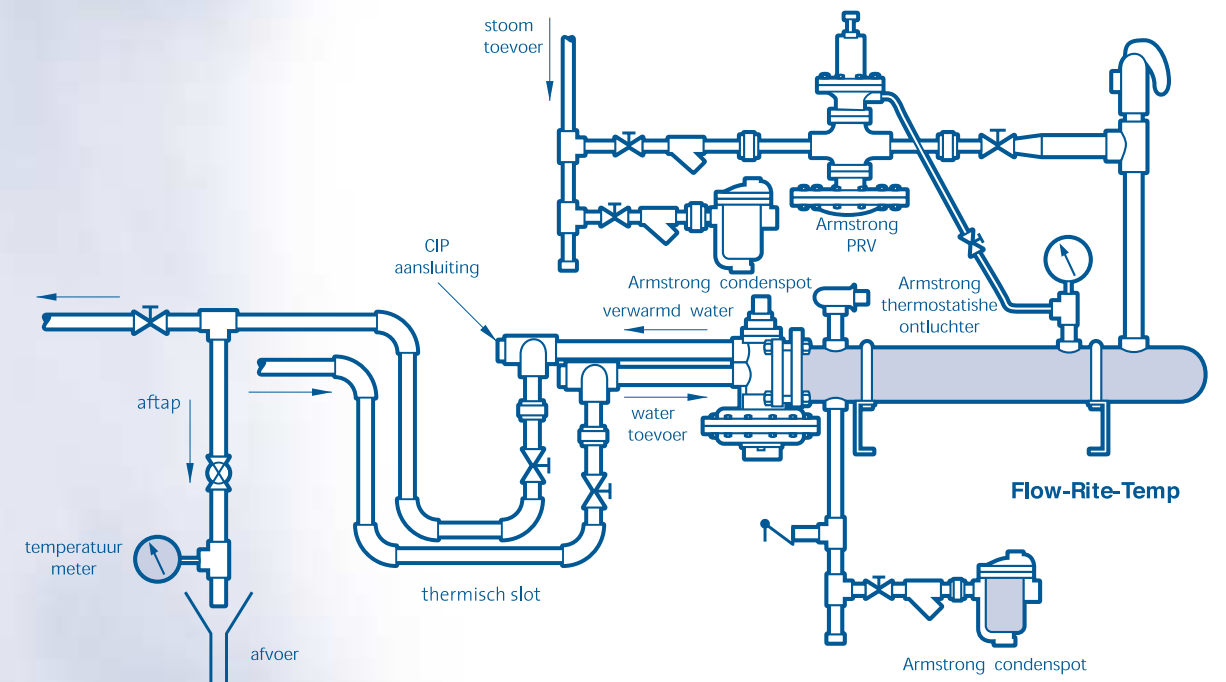 stoom
toevoer
Armstrong
PRV
CIP
aansluiting
Armstrong condenspot
Armstrong
thermostatishe
ontluchter
verwarmd water
aftap
water
toevoer
Flow-Rite-Temp
temperatuur
meter
thermisch slot
afvoer
Armstrong condenspot